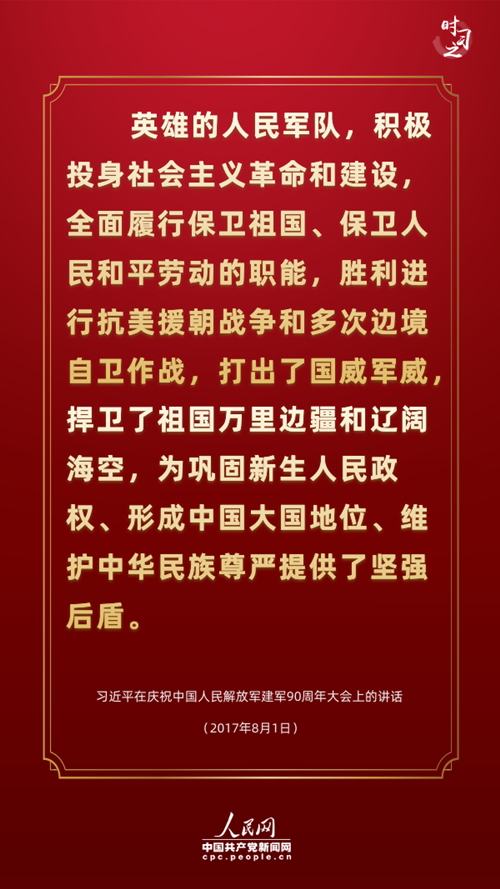 时习之
英雄的人民军队，积极
投身社会主义革命和建设，
全面履行保卫祖国、保卫人
民和平劳动的职能，胜利进
行抗美援朝战争和多次边境
自卫作战，打出了国威军威，
捍卫了祖国万里边疆和辽阔
海空，为巩固新生人民政
权、形成中国大国地位、维
护中华民族尊严提供了坚强
后盾。
习近平在庆祝中国人民解放军建军90周年大会上的讲话
（2017年8月1日）
人民网
中国共产党新闻网
cpc.people.cn